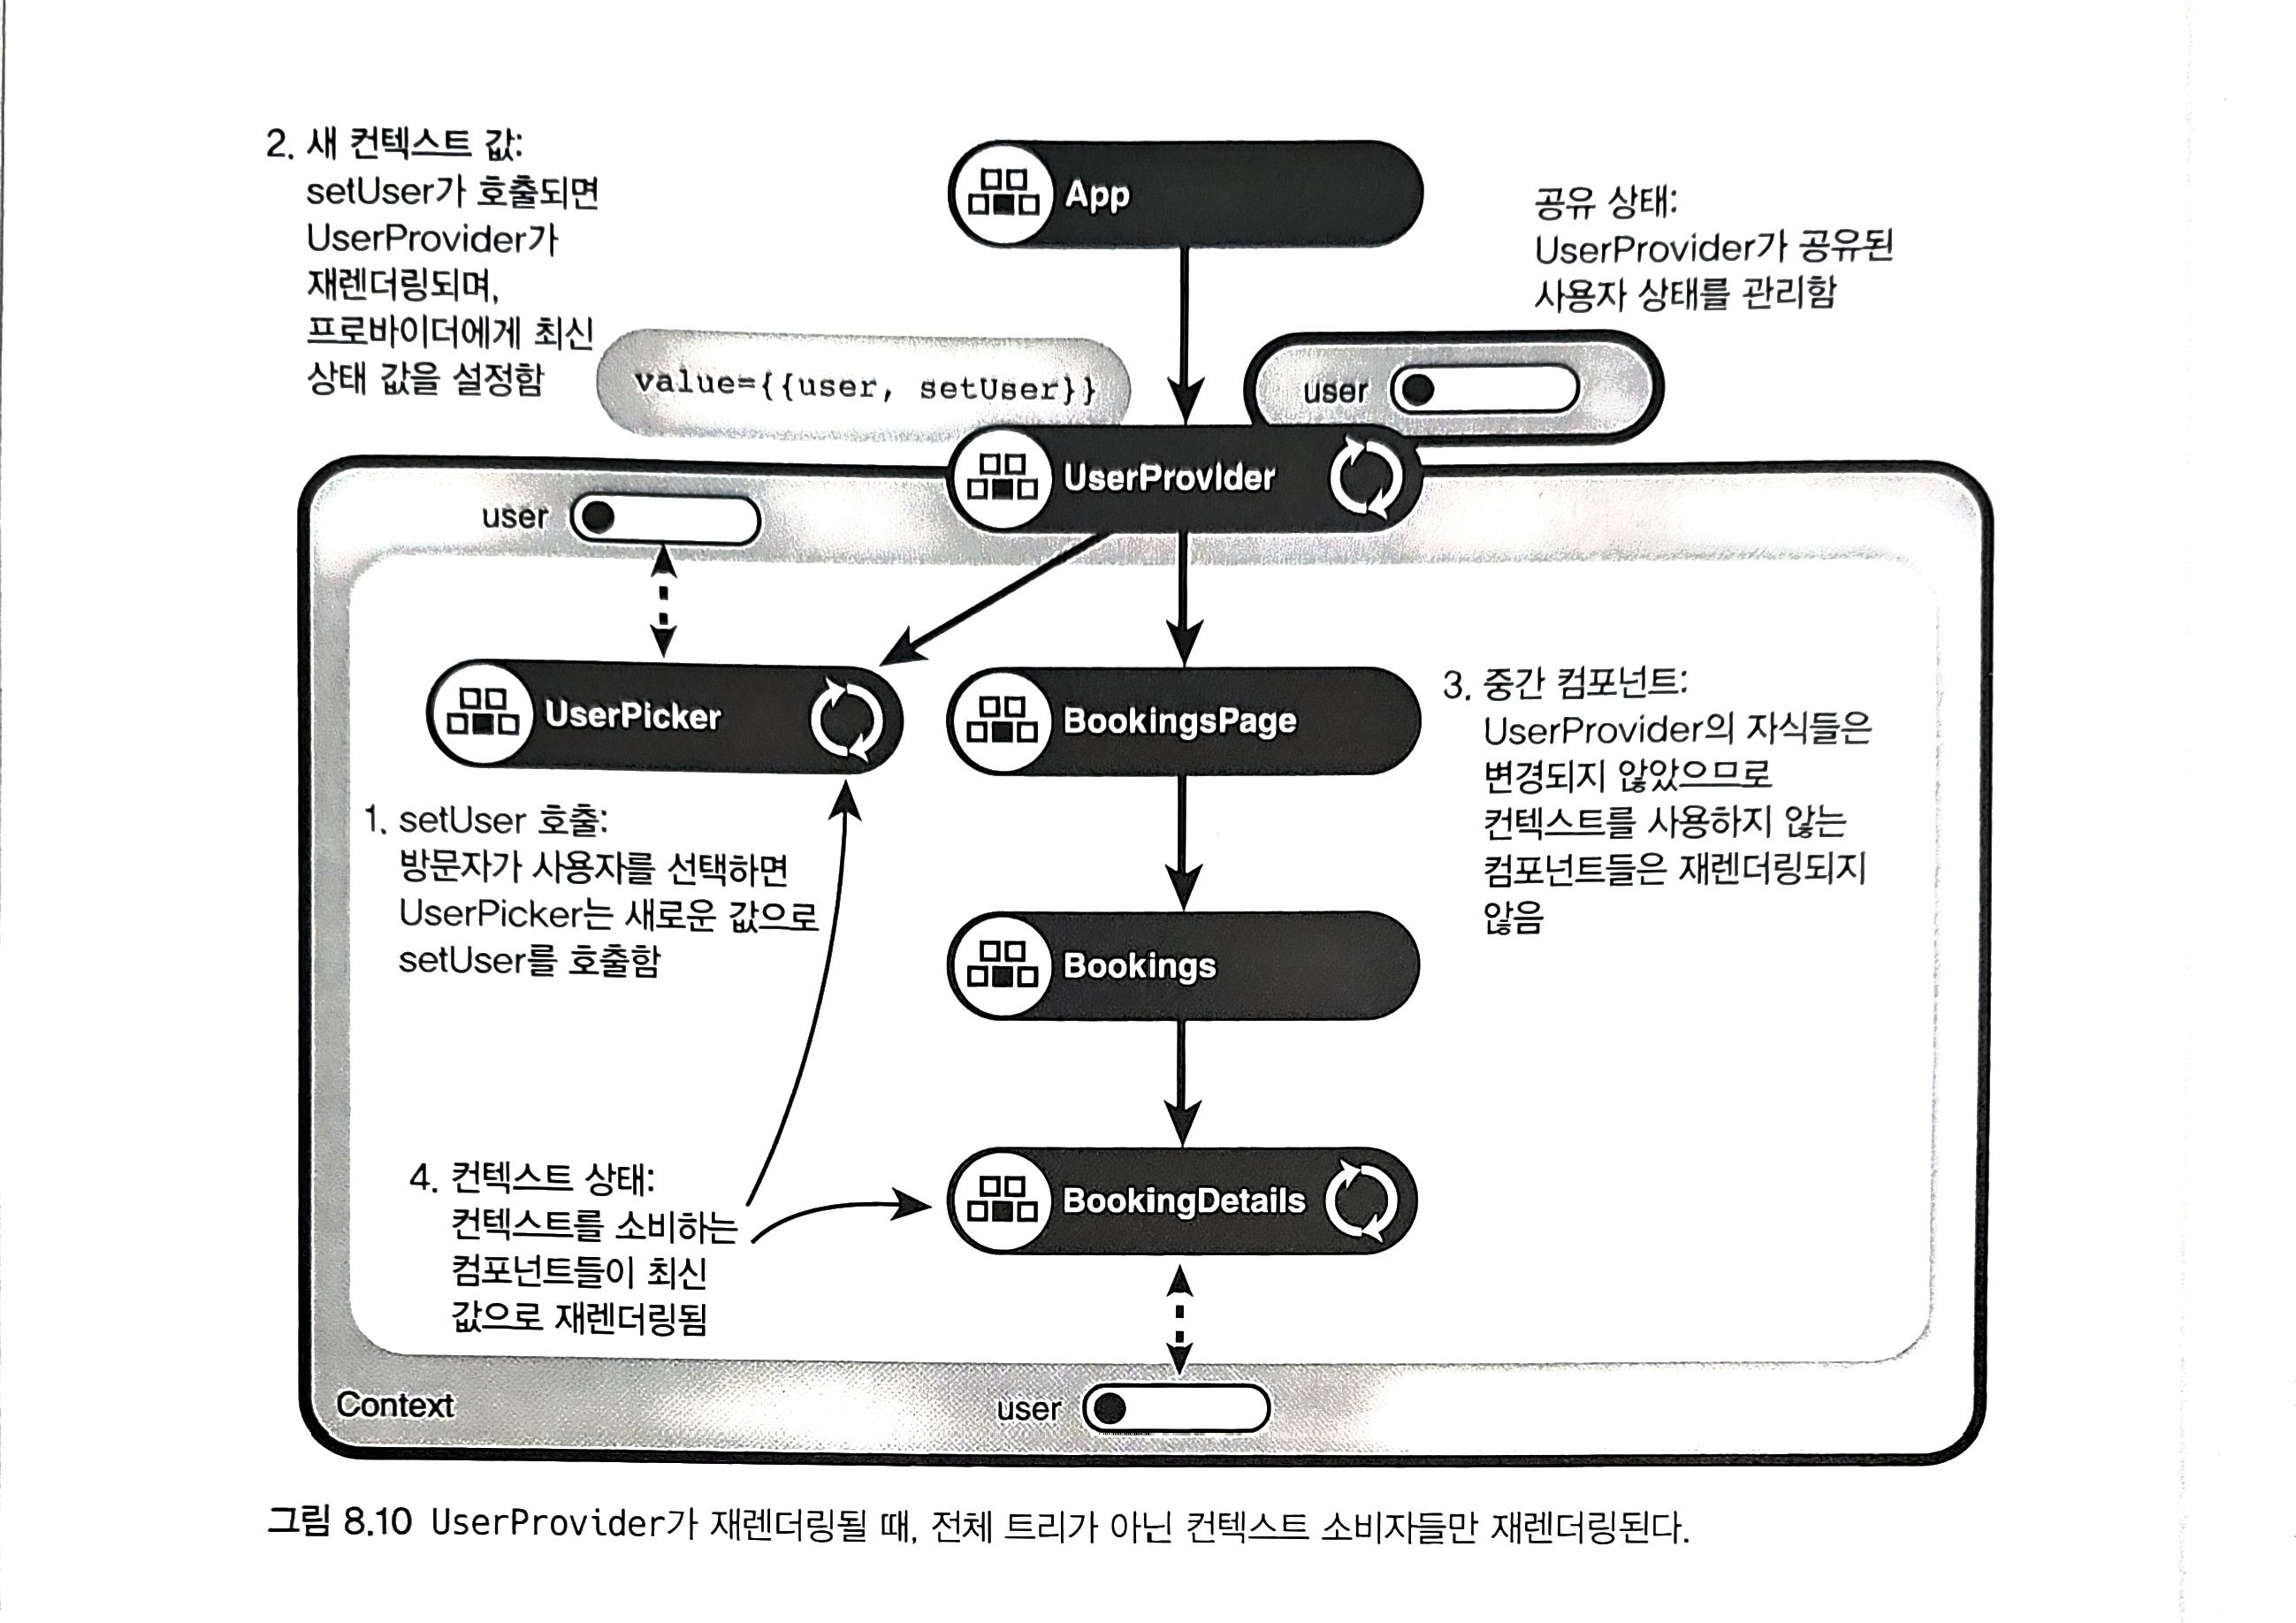 2. 새 컨텍스트 값:
setUser가 호출되면
UserProvider가
재렌더링되며,
프로바이더에게 최신
상태 값을 설정함
App
공유 상태:
UserProvider가 공유된
사용자 상태를 관리함
value={{user, setUser}}
user
UserProvider
user
UserPicker
BookingsPage
3. 중간 컴포넌트:
UserProvider의 자식들은
변경되지 않았으므로
컨텍스트를 사용하지 않는
컴포넌트들은 재렌더링되지
않음
1. setUser 호출:
방문자가 사용자를 선택하면
UserPicker는 새로운 값으로
setUser를 호출함
Bookings
4. 컨텍스트 상태:
컨텍스트를 소비하는
컴포넌트들이 최신
값으로 재렌더링됨
BookingDetails
Context
user
그림 8.10 UserProvider가 재렌더링될 때, 전체 트리가 아닌 컨텍스트 소비자들만 재렌더링된다.